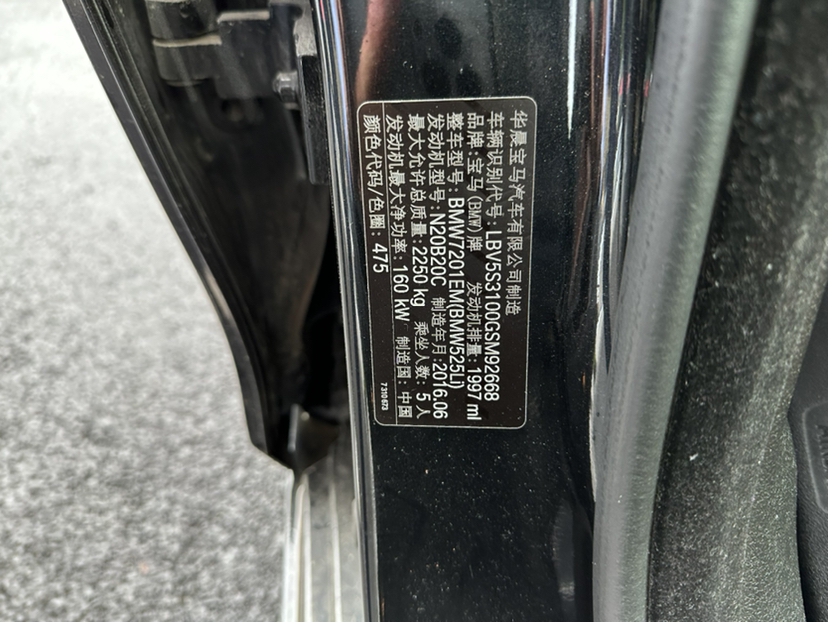 华晨宝马汽车有限公司制造
车辆识别代号: LBV5S3100GSM92668
品牌: 宝马(BMW)牌 发动机排量: 1997 ml
整车型号: BMW7201EM(BMW525Li)
发动机型号: N20B20C 制造年月: 2016.06
最大允许总质量: 2250 kg 乘坐人数: 5 人
发动机最大净功率: 160 kW 制造国: 中国
颜色代码/色圈: 475
7310673